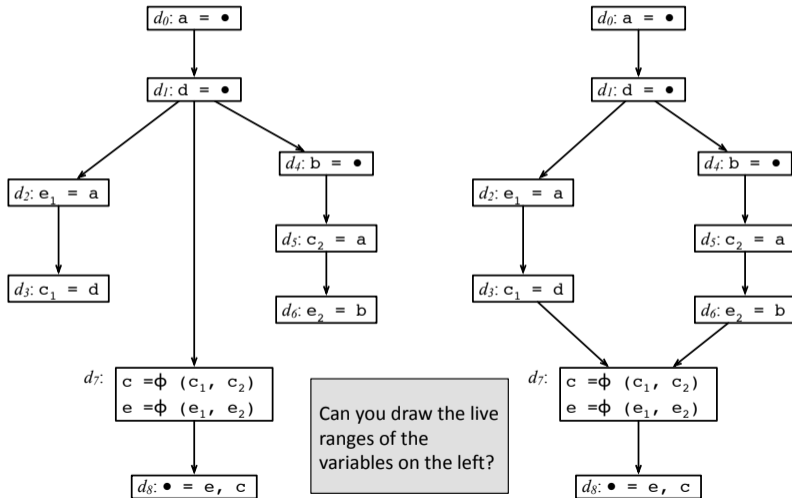 d0: a = ●
d1: d = ●
d4: b = ●
d2: e1 = a
d5: c2 = a
d3: c1 = d
d6: e2 = b
d7:
c =ϕ (c1, c2)
e =ϕ (e1, e2)
d8: ● = e, c
Can you draw the live
ranges of the
variables on the left?
d0: a = ●
d1: d = ●
d4: b = ●
d2: e1 = a
d5: c2 = a
d3: c1 = d
d6: e2 = b
d7:
c =ϕ (c1, c2)
e =ϕ (e1, e2)
d8: ● = e, c